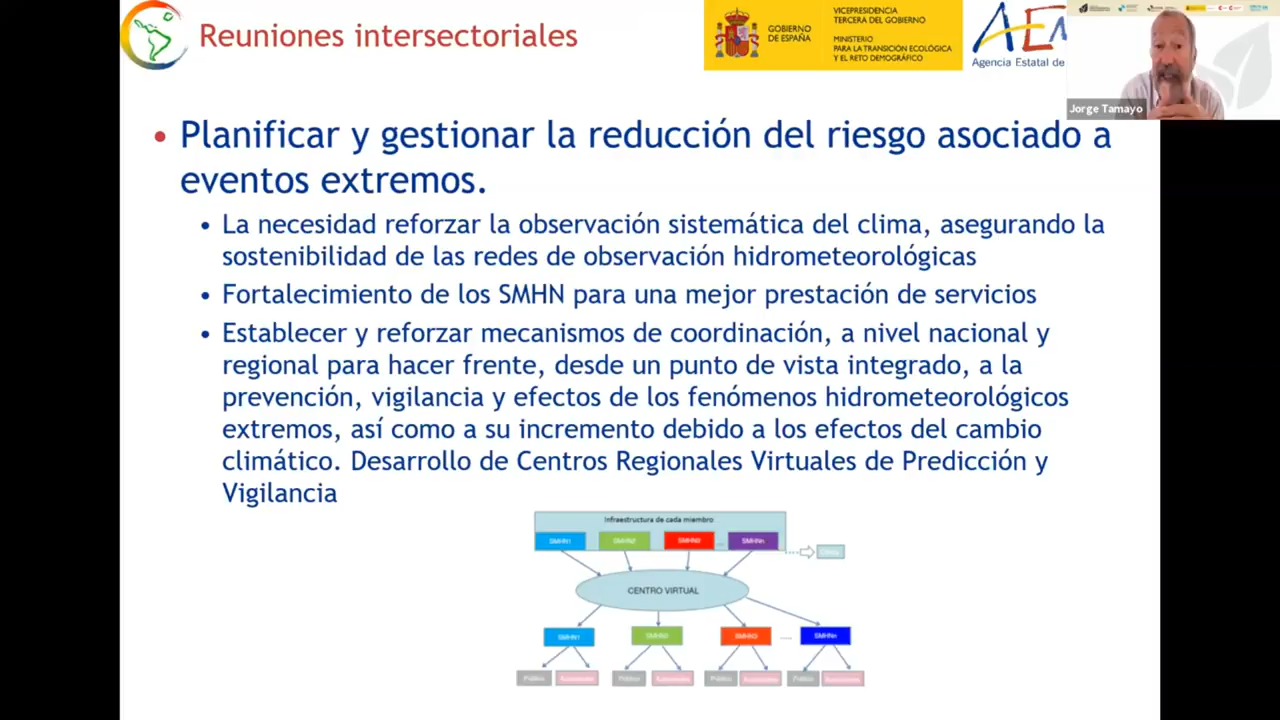 Reuniones intersectoriales
GOBIERNO
DE ESPAÑA
VICEPRESIDENCIA
TERCERA DEL GOBIERNO
MINISTERIO
PARA LA TRANSICIÓN ECOLÓGICA
Y EL RETO DEMOGRÁFICO
AEM
Agencia Estatal de
Jorge Tamayo
• Planificar y gestionar la reducción del riesgo asociado a
eventos extremos.
• La necesidad reforzar la observación sistemática del clima, asegurando la
sostenibilidad de las redes de observación hidrometeorológicas
• Fortalecimiento de los SMHN para una mejor prestación de servicios
• Establecer y reforzar mecanismos de coordinación, a nivel nacional y
regional para hacer frente, desde un punto de vista integrado, a la
prevención, vigilancia y efectos de los fenómenos hidrometeorológicos
extremos, así como a su incremento debido a los efectos del cambio
climático. Desarrollo de Centros Regionales Virtuales de Predicción y
Vigilancia
Infraestructura de cada miembro
SMHN1 SMHN2 SMHN3 ... SMHNn
CENTRO VIRTUAL
SMHN1 SMHN2 SMHN3 ..... SMHNn
Público Público Público Público